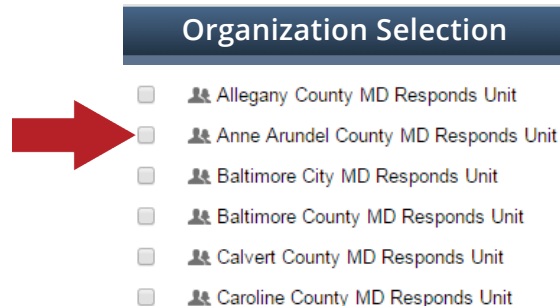 Organization Selection
Allegany County MD Responds Unit
Anne Arundel County MD Responds Unit
Baltimore City MD Responds Unit
Baltimore County MD Responds Unit
Calvert County MD Responds Unit
Caroline County MD Responds Unit